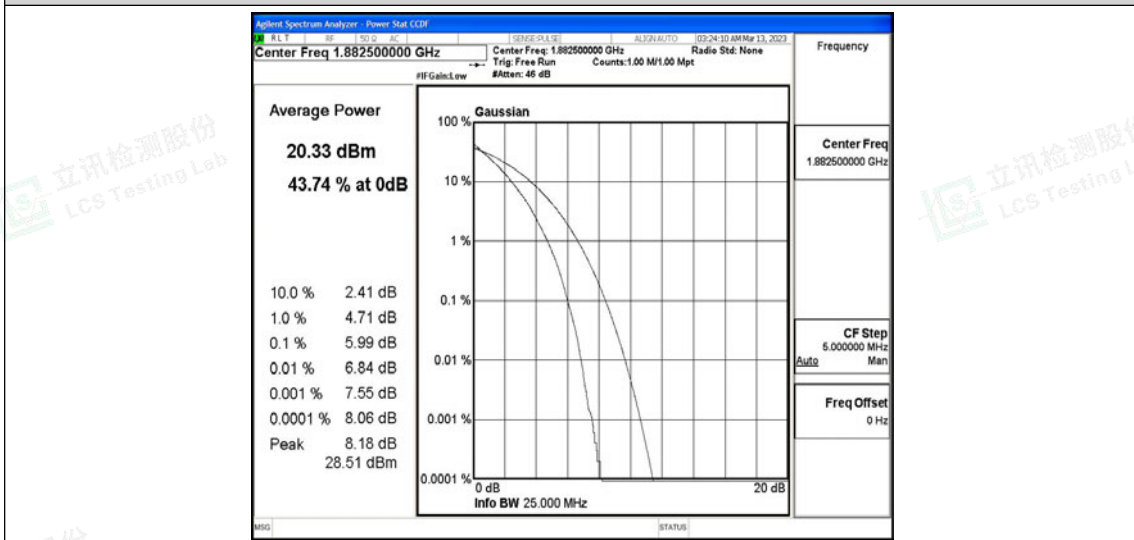 Agilent Spectrum Analyzer - Power Stat CCDF
RLT RF 50 Ω AC SENSE:PULSE ALIGN AUTO 03:24:10 AM Mar 13, 2023
Center Freq 1.882500000 GHz
Center Freq: 1.882500000 GHz Radio Std: None
Trig: Free Run Counts:1.00 M/1.00 Mpt
#IFGain:Low #Atten: 46 dB
Frequency
Average Power
20.33 dBm
43.74 % at 0dB
10.0 % 2.41 dB
1.0 % 4.71 dB
0.1 % 5.99 dB
0.01 % 6.84 dB
0.001 % 7.55 dB
0.0001 % 8.06 dB
Peak 8.18 dB
28.51 dBm
Gaussian
100 %
10 %
1 %
0.1 %
0.01 %
0.001 %
0.0001 %
0 dB 20 dB
Info BW 25.000 MHz
Center Freq
1.882500000 GHz
CF Step
5.000000 MHz
Auto Man
Freq Offset
0 Hz
MSG STATUS
立讯检测股份
LCS Testing Lab
立讯检测股份
LCS Testing L